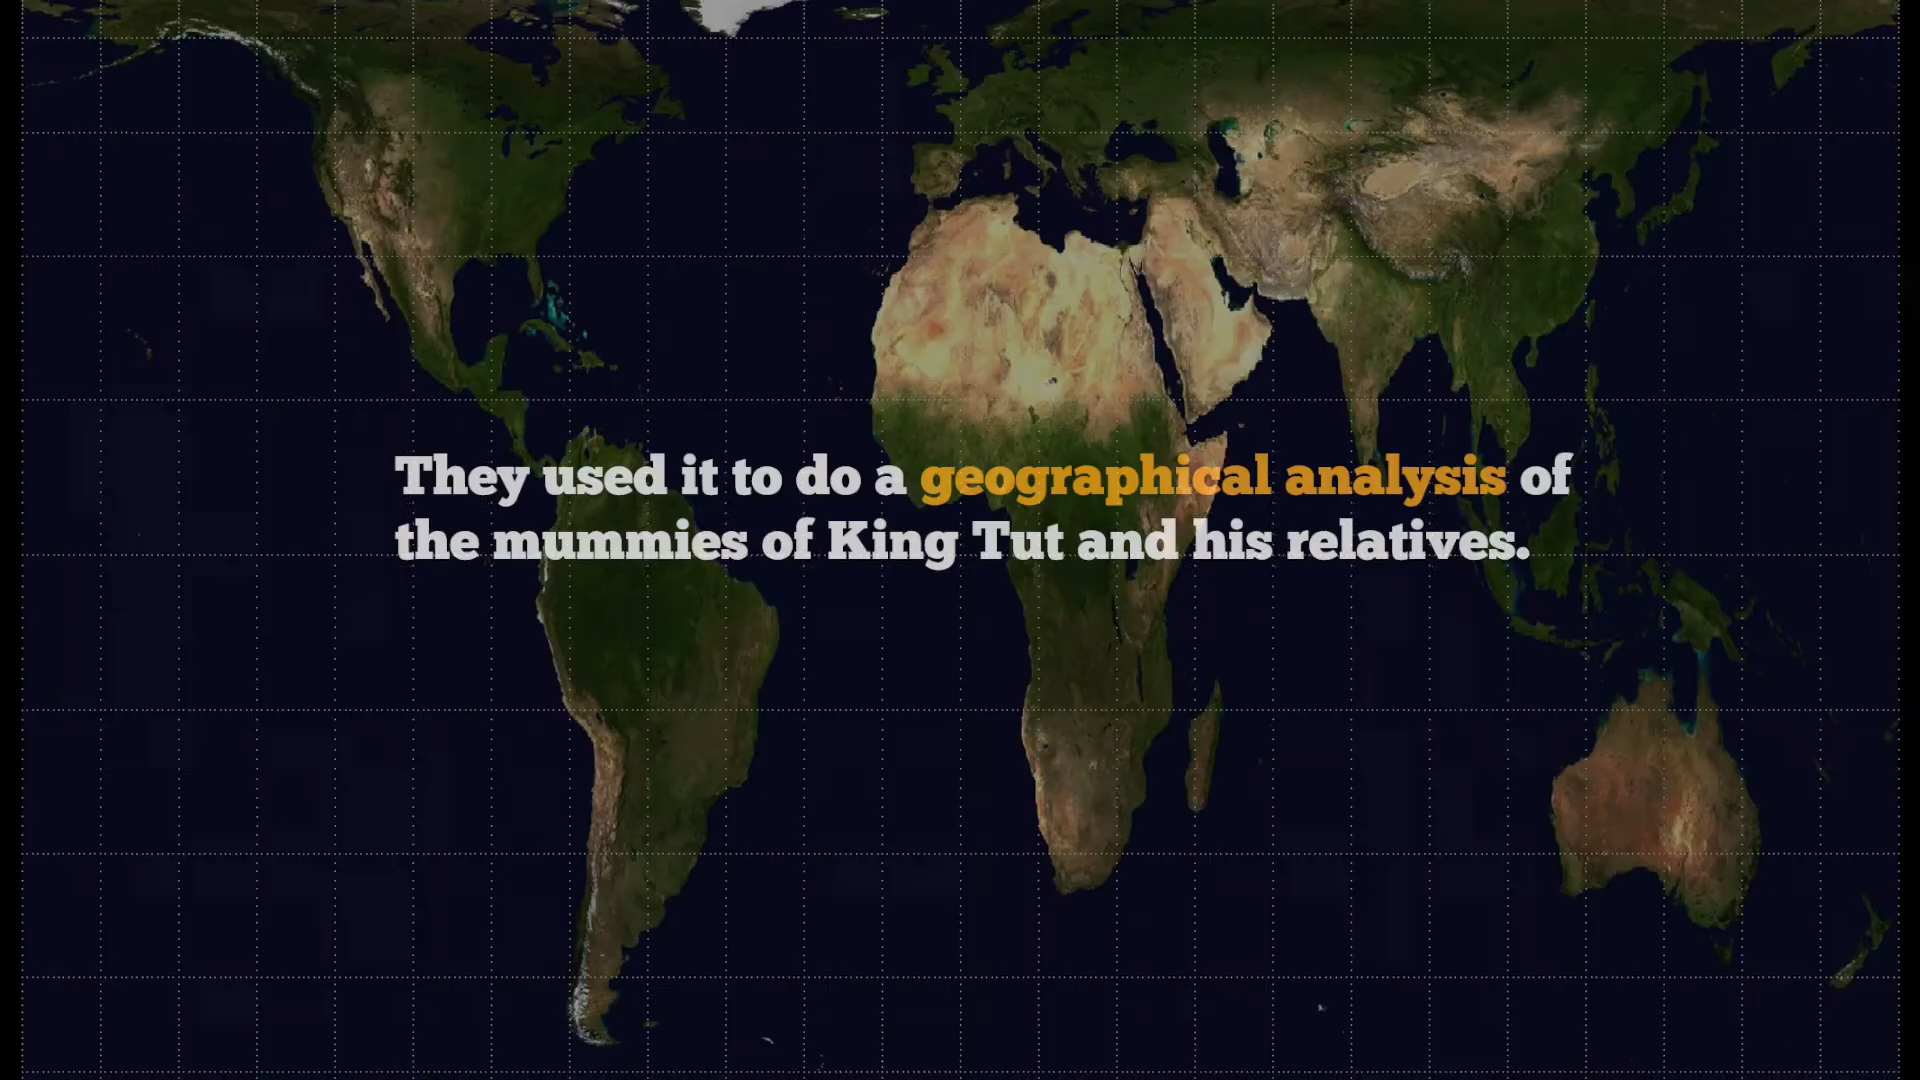 They used it to do a geographical analysis of
the mummies of King Tut and his relatives.